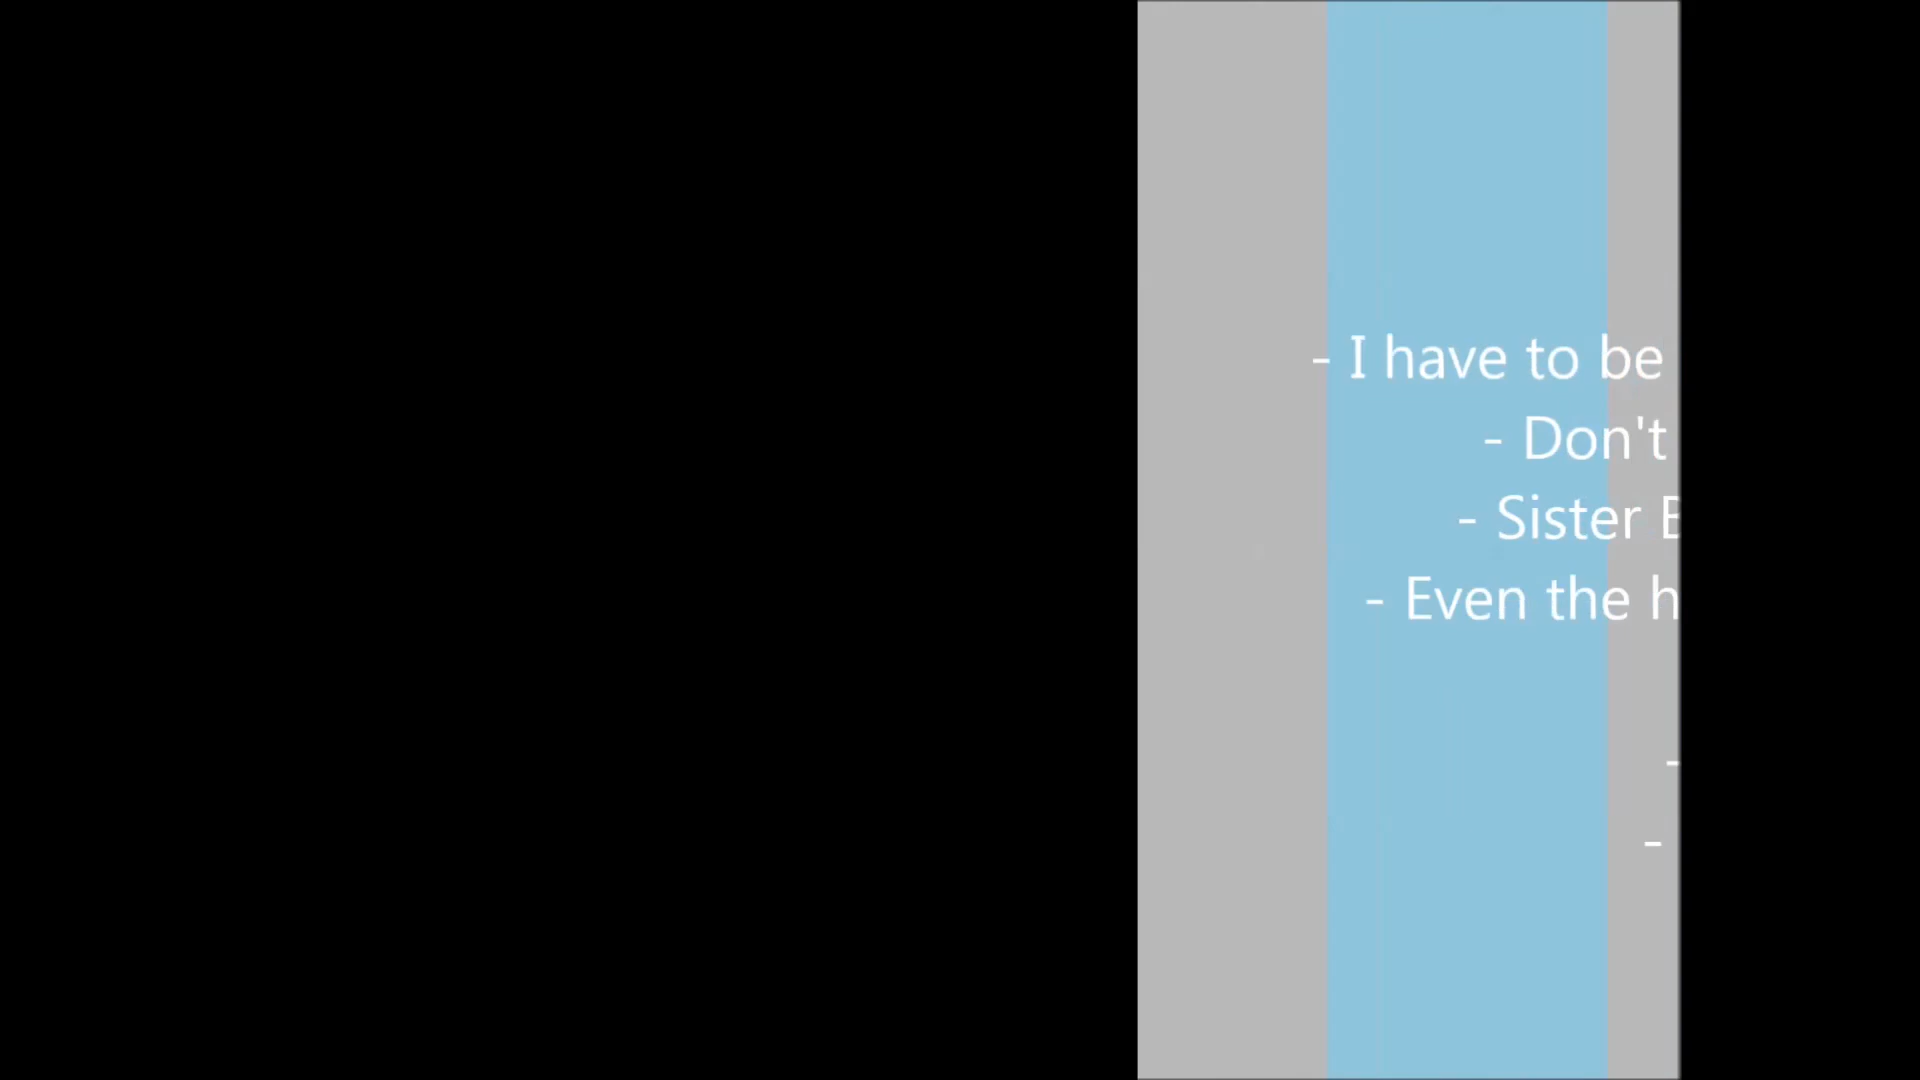 - I have to be
- Don't
- Sister
- Even the
-
-